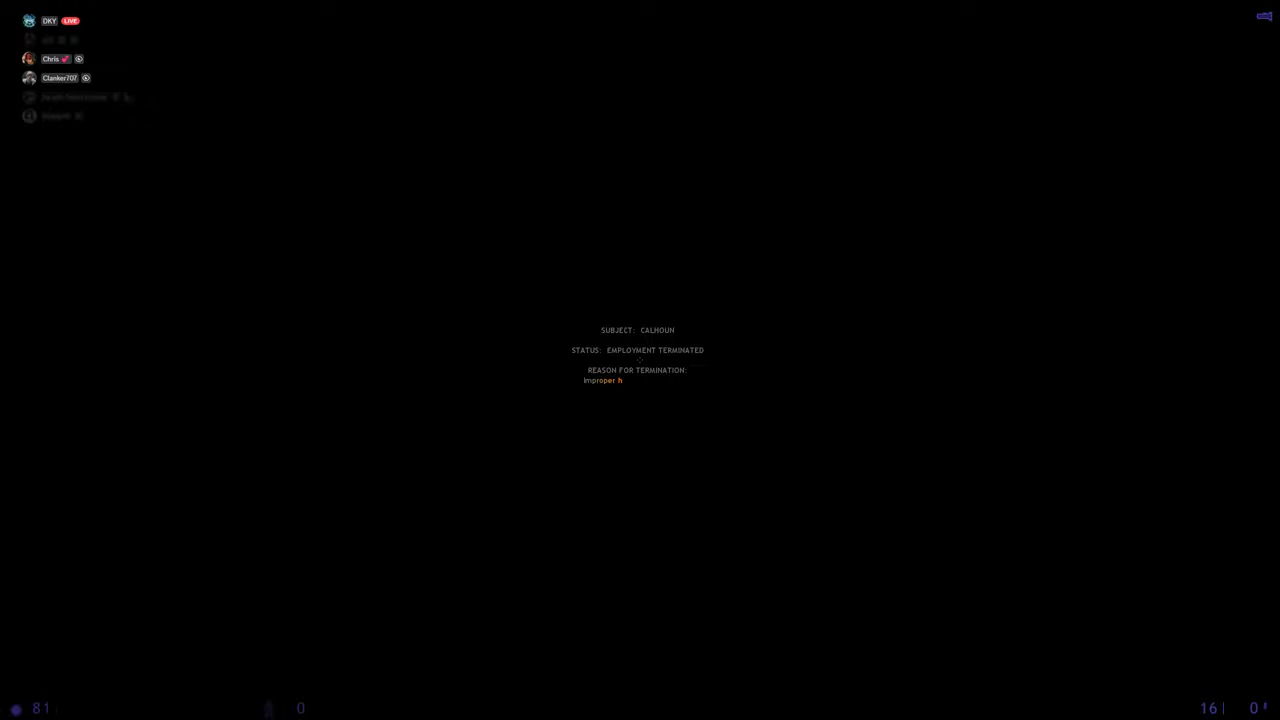 DKY LIVE
Chris
Clanker707
SUBJECT: CALHOUN
STATUS: EMPLOYMENT TERMINATED
REASON FOR TERMINATION:
Improper h
81 0 16 0